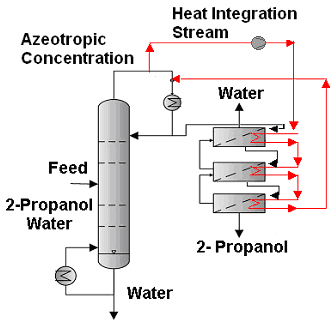 Heat Integration
Stream
Azeotropic
Concentration
Water
Feed
2-Propanol
Water
2- Propanol
Water